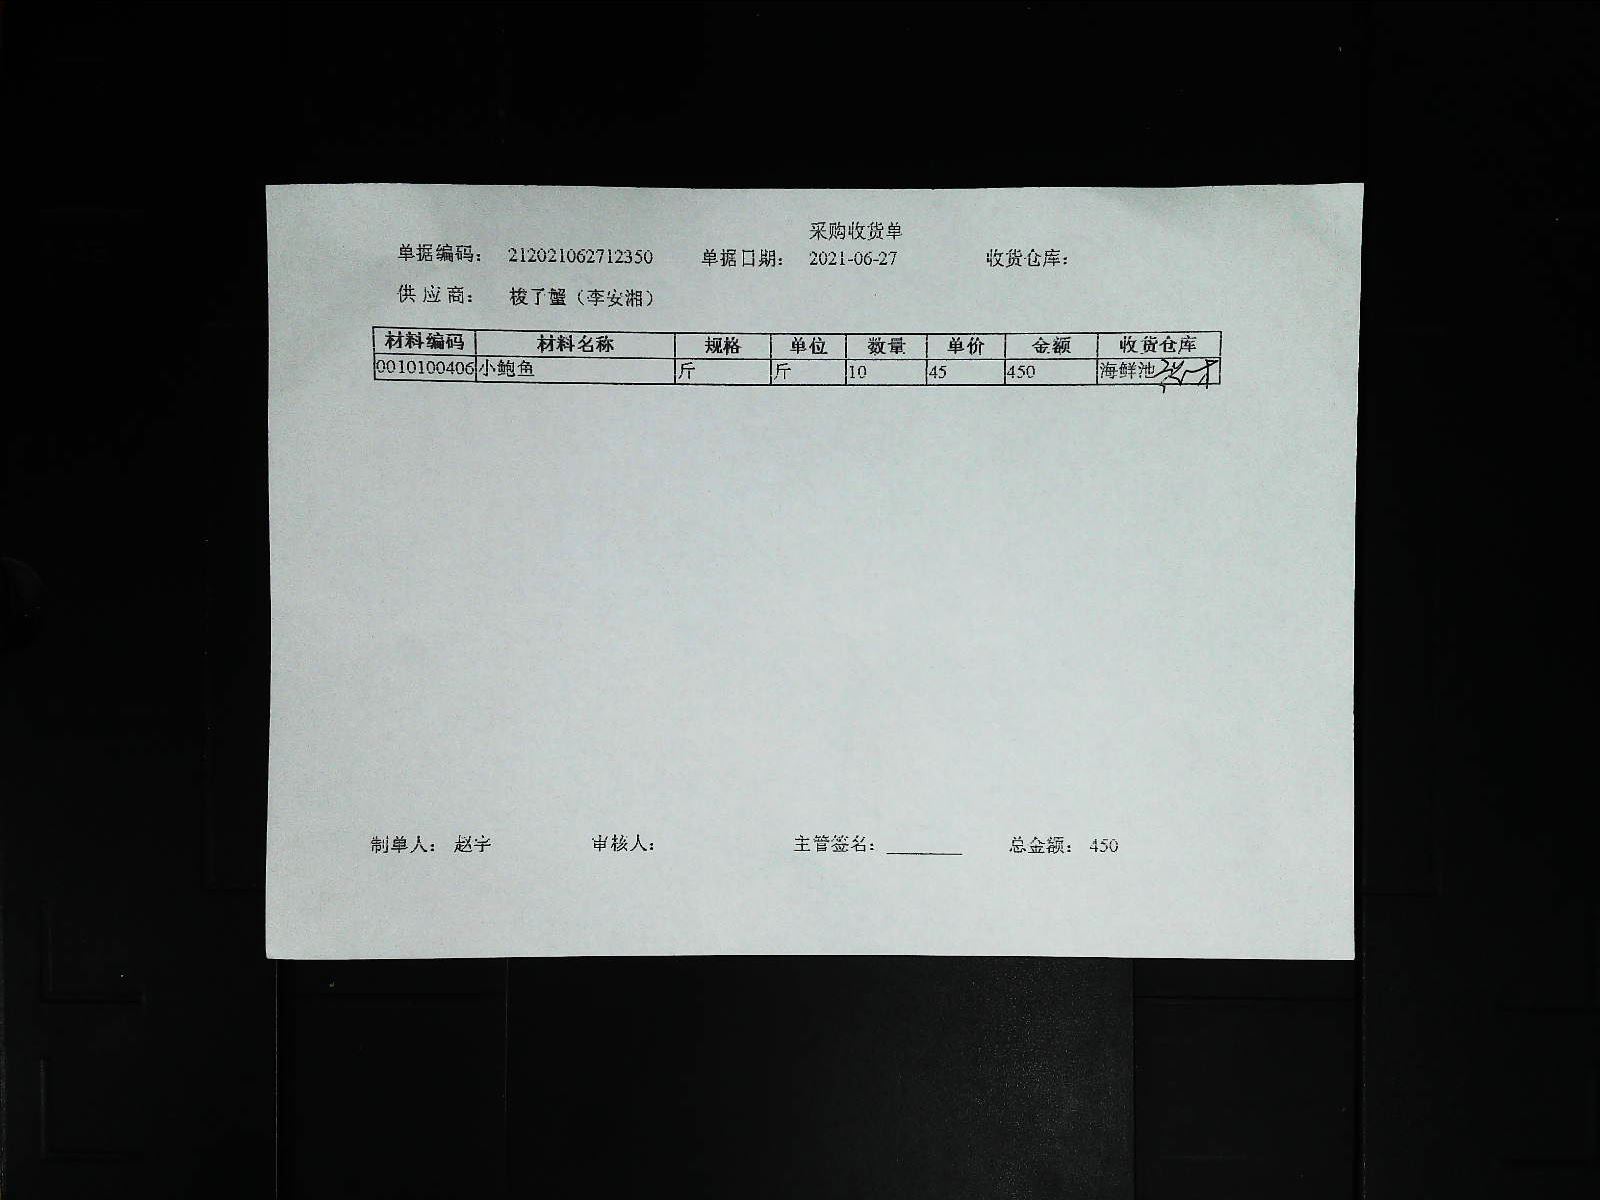 采购收货单
单据编码： 212021062712350 单据日期： 2021-06-27 收货仓库：
供应商： 梭子蟹（李安湘）
材料编码 材料名称 规格 单位 数量 单价 金额 收货仓库
0010100406 小鲍鱼 斤 斤 10 45 450 海鲜池
制单人： 赵宇 审核人： 主管签名： 总金额： 450